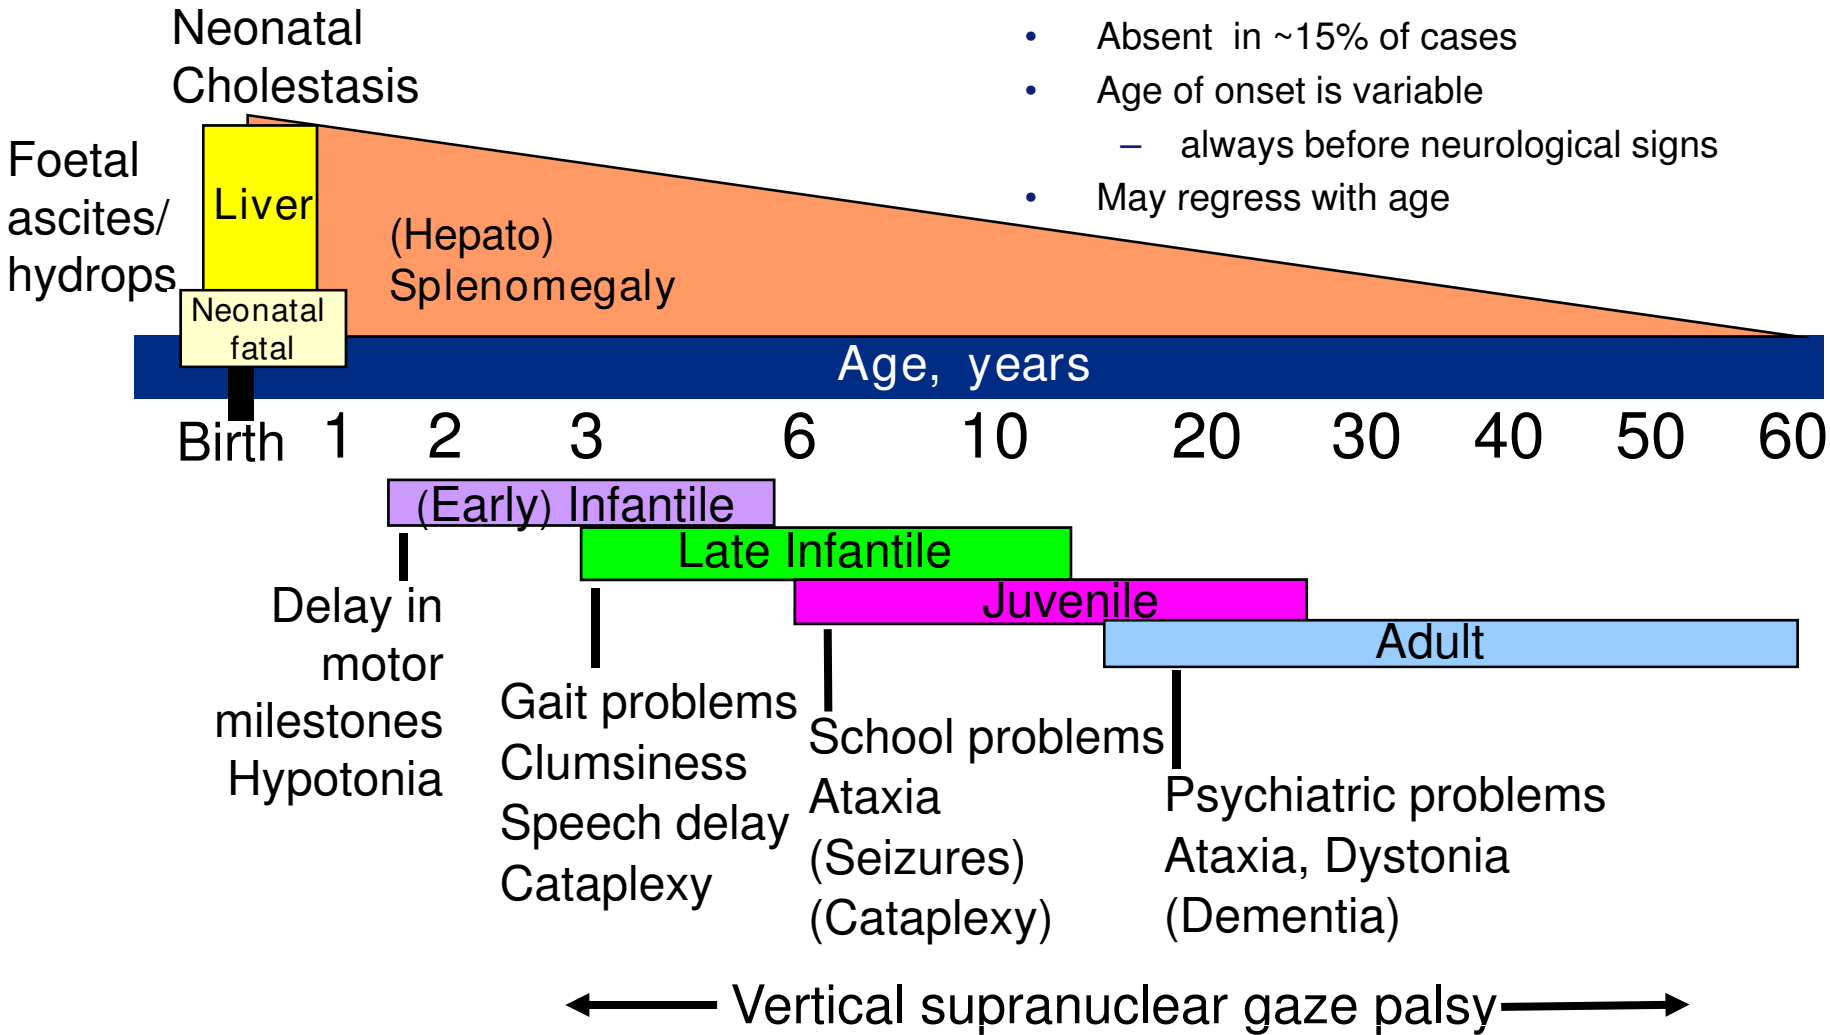 Neonatal
Cholestasis
• Absent in ~15% of cases
• Age of onset is variable
– always before neurological signs
• May regress with age
Foetal
ascites/
hydrops
Liver
(Hepato)
Splenomegaly
Neonatal
fatal
Age, years
Birth 1 2 3 6 10 20 30 40 50 60
(Early) Infantile
Late Infantile
Juvenile
Adult
Delay in
motor
milestones
Hypotonia
Gait problems
Clumsiness
Speech delay
Cataplexy
School problems
Ataxia
(Seizures)
(Cataplexy)
Psychiatric problems
Ataxia, Dystonia
(Dementia)
Vertical supranuclear gaze palsy